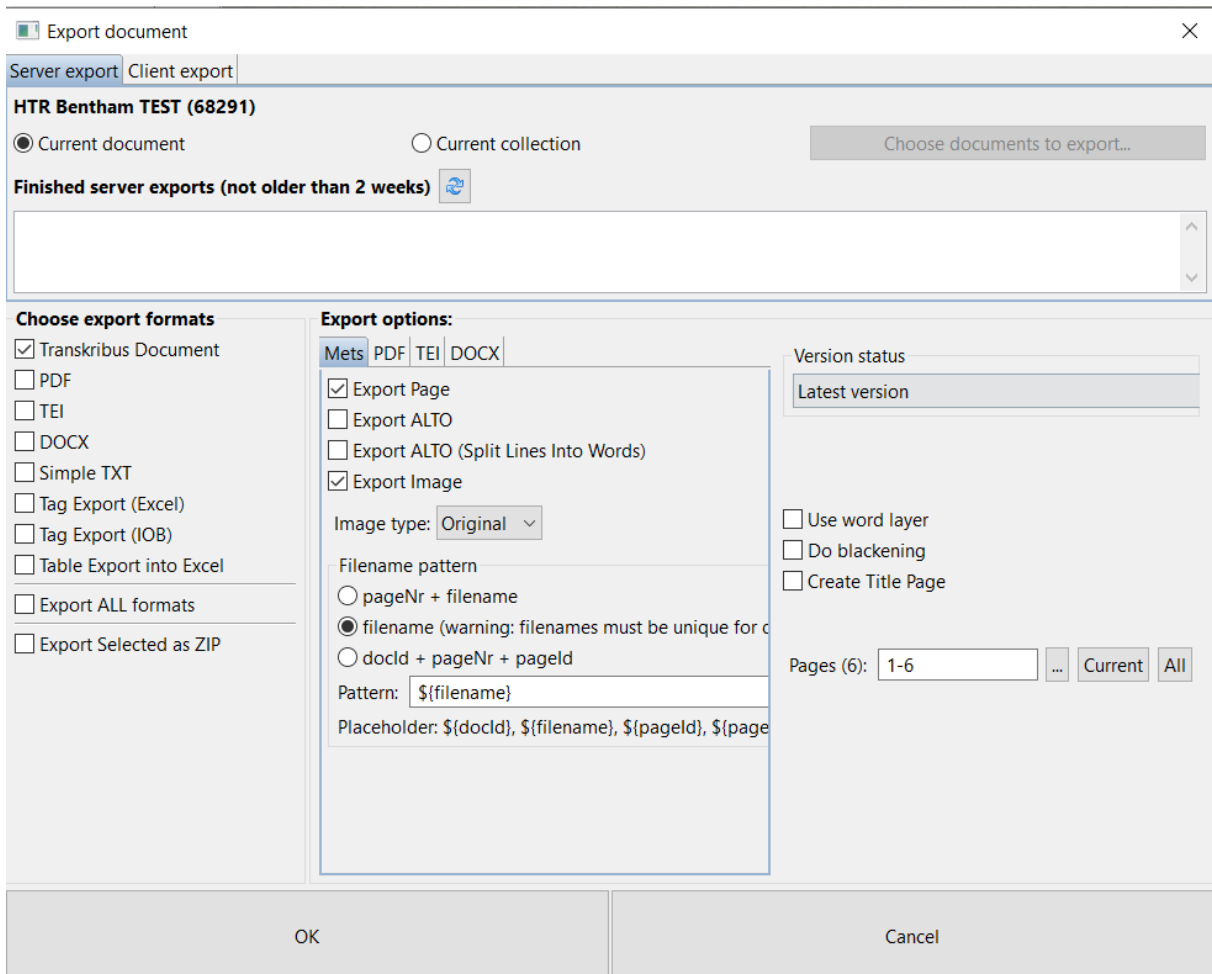 Export document
Server export Client export
HTR Bentham TEST (68291)
Current document Current collection Choose documents to export...
Finished server exports (not older than 2 weeks)
Choose export formats
Transkribus Document
PDF
TEI
DOCX
Simple TXT
Tag Export (Excel)
Tag Export (IOB)
Table Export into Excel
Export ALL formats
Export Selected as ZIP
Export options:
Mets PDF TEI DOCX
Export Page
Export ALTO
Export ALTO (Split Lines Into Words)
Export Image
Image type: Original
Filename pattern
pageNr + filename
filename (warning: filenames must be unique for
docId + pageNr + pageId
Pattern: ${filename}
Placeholder: ${docId}, ${filename}, ${pageId}, ${page
Version status
Latest version
Use word layer
Do blackening
Create Title Page
Pages (6): 1-6 ... Current All
OK Cancel